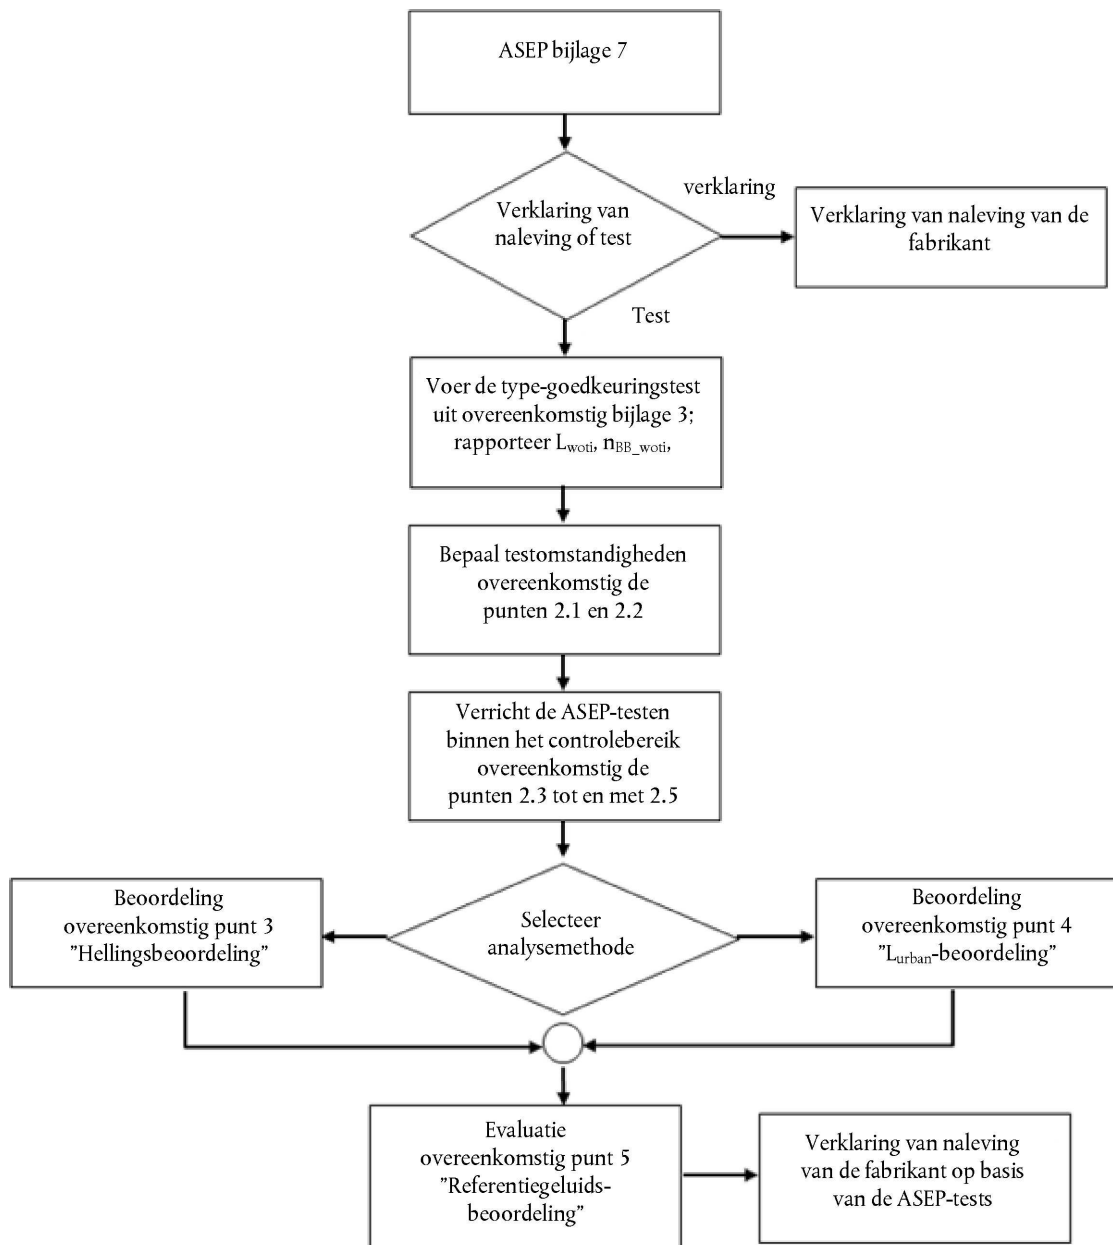 ASEP bijlage 7
verklaring
Verklaring van
naleving of test
Verklaring van naleving van de
fabrikant
Test
Voer de type-goedkeuringstest
uit overeenkomstig bijlage 3;
rapporteer Lwoti, nBB_woti,
Bepaal testomstandigheden
overeenkomstig de
punten 2.1 en 2.2
Verricht de ASEP-testen
binnen het controlebereik
overeenkomstig de
punten 2.3 tot en met 2.5
Beoordeling
overeenkomstig punt 3
"Hellingsbeoordeling"
Selecteer
analysemethode
Beoordeling
overeenkomstig punt 4
"Lurban-beoordeling"
Evaluatie
overeenkomstig punt 5
"Referentiegeluids-
beoordeling"
Verklaring van naleving
van de fabrikant op basis
van de ASEP-tests